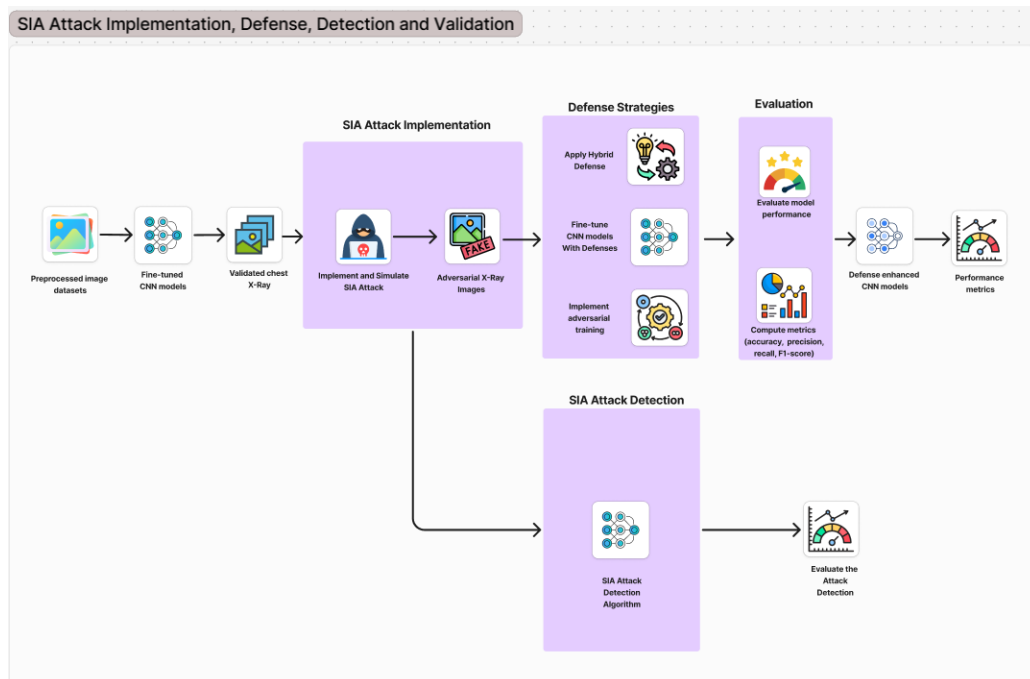 SIA Attack Implementation, Defense, Detection and Validation
Defense Strategies
Evaluation
SIA Attack Implementation
Apply Hybrid
Defense
Evaluate model
performance
Preprocessed image
datasets
Fine-tuned
CNN models
Validated chest
X-Ray
Implement and Simulate
SIA Attack
FAKE
Adversarial X-Ray
Images
Fine-tune
CNN models
With Defenses
Defense enhanced
CNN models
Performance
metrics
Implement
adversarial
training
Compute metrics
(accuracy, precision,
recall, F1-score)
SIA Attack Detection
SIA Attack
Detection
Algorithm
Evaluate the
Attack
Detection